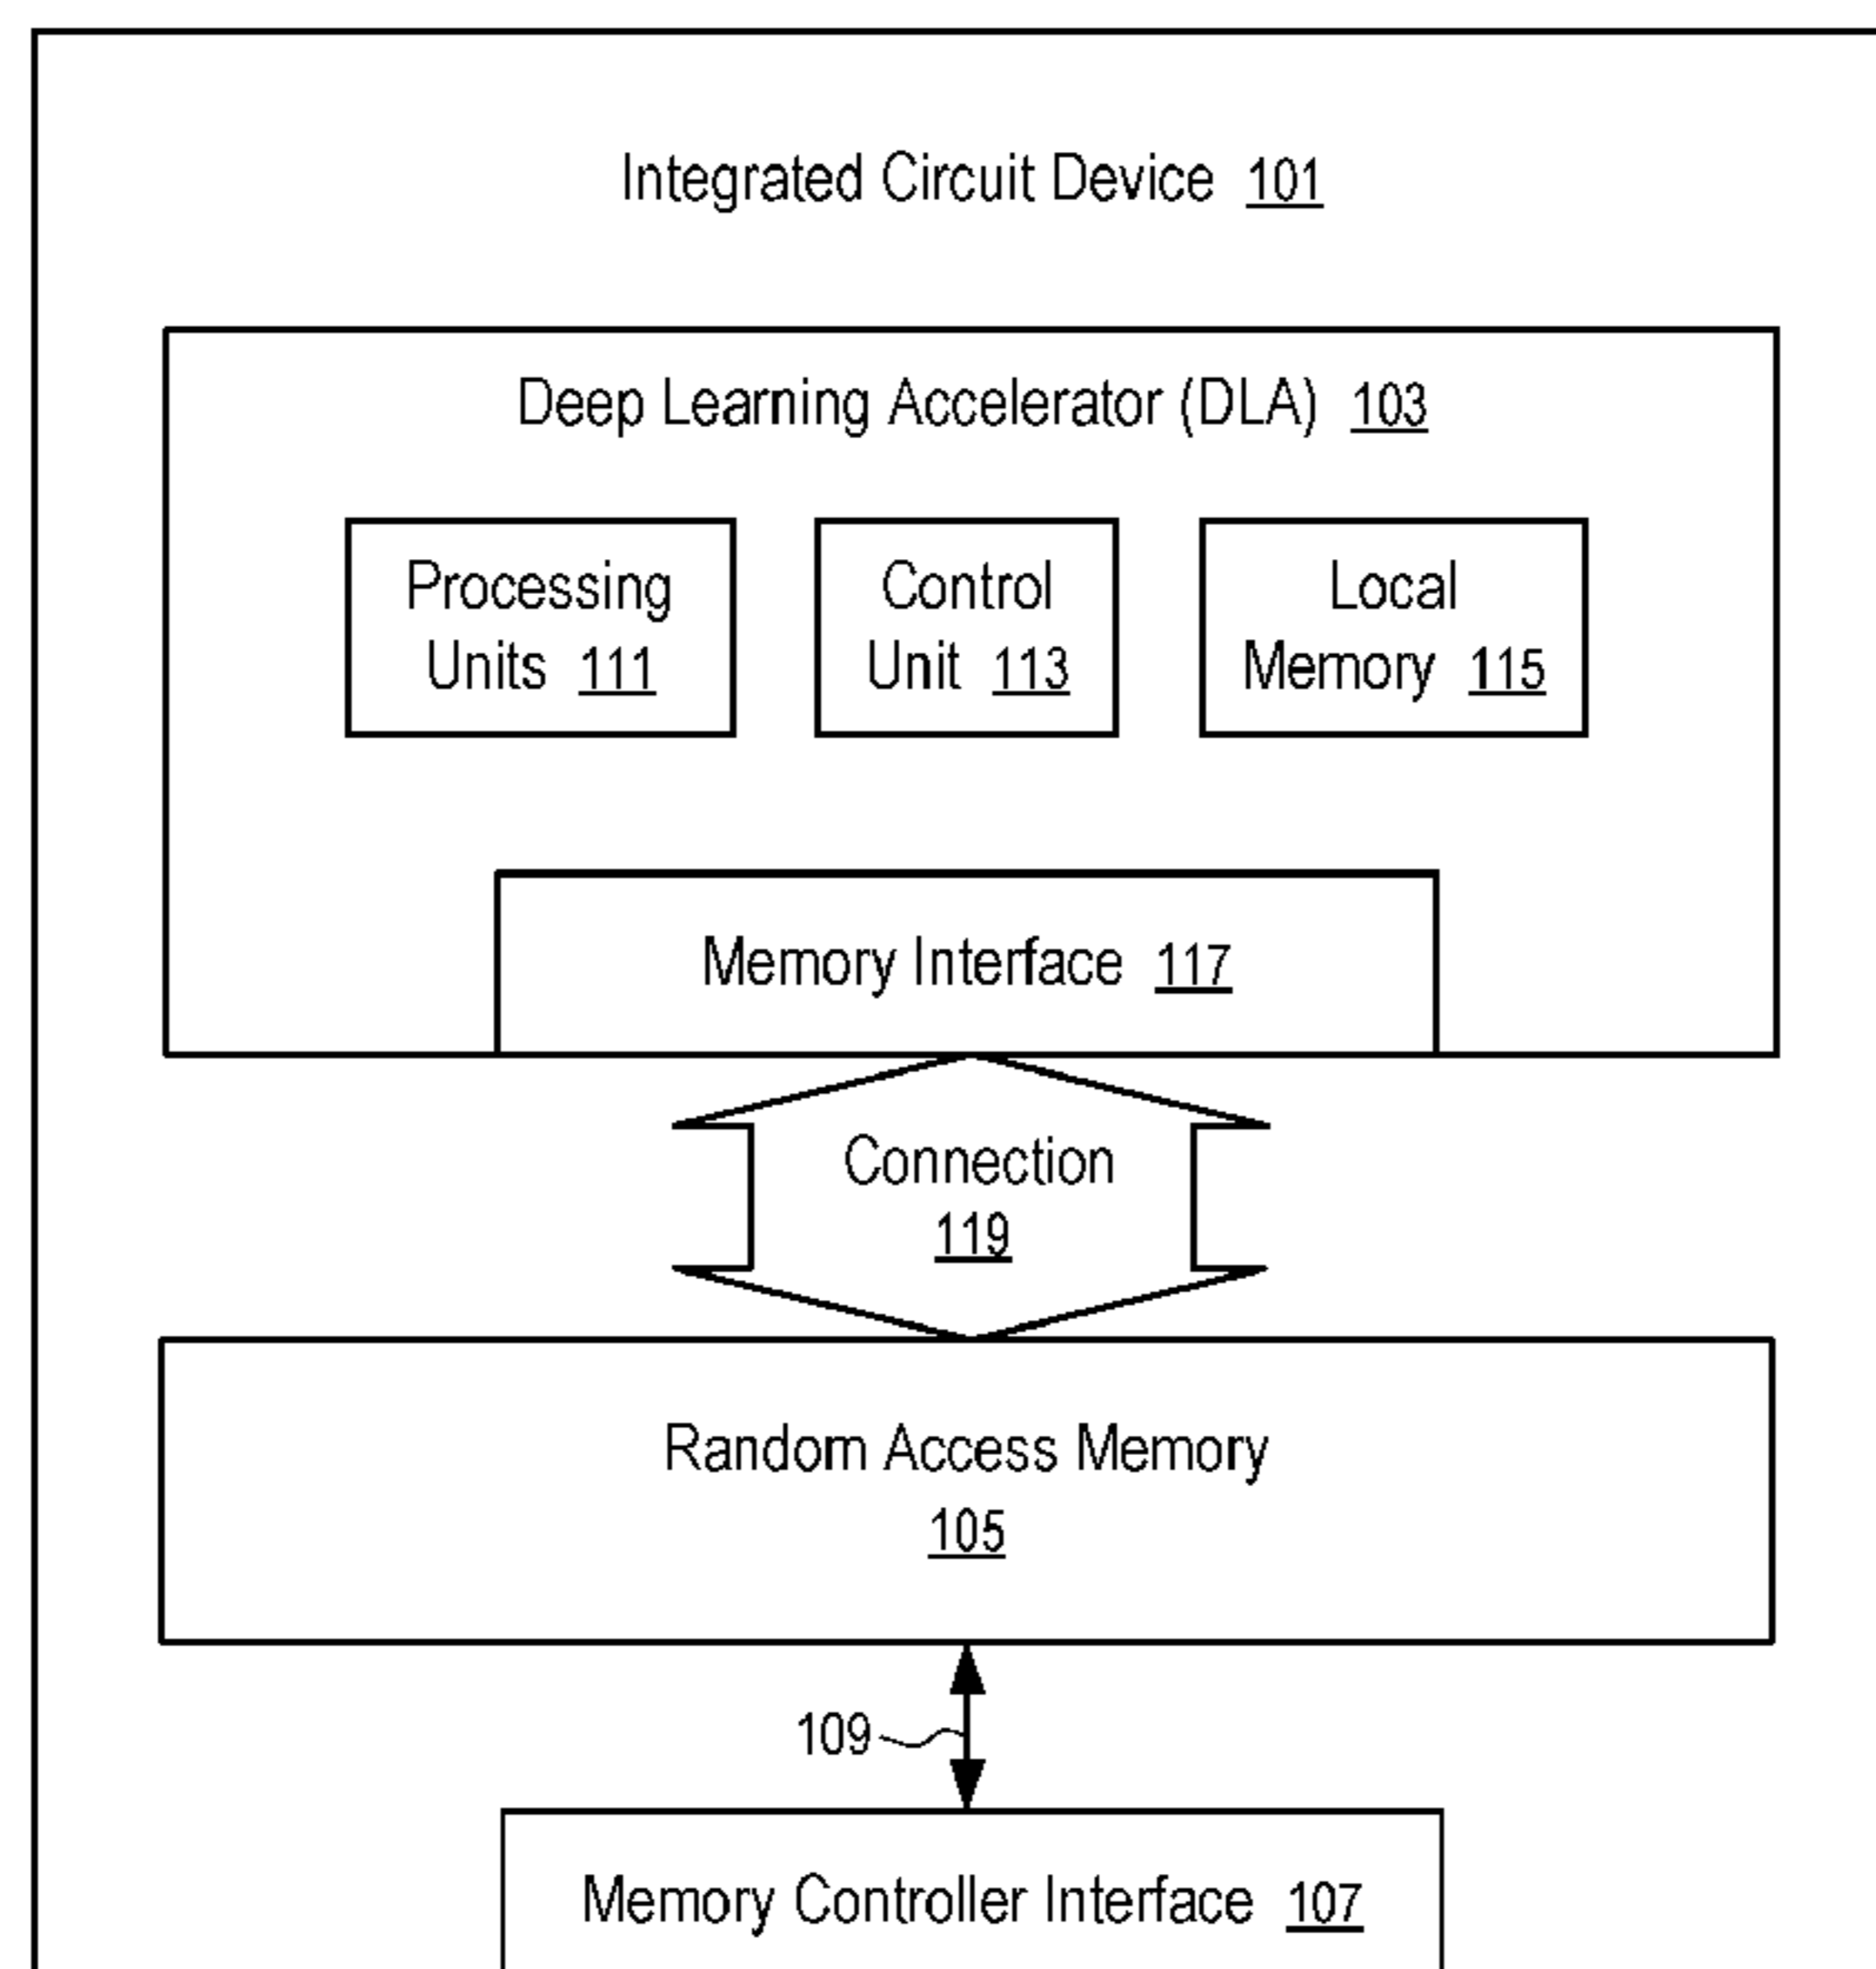 Integrated Circuit Device 101
Deep Learning Accelerator (DLA) 103
Processing
Units 111
Control
Unit 113
Local
Memory 115
Memory Interface 117
Connection
119
Random Access Memory
105
109
Memory Controller Interface 107